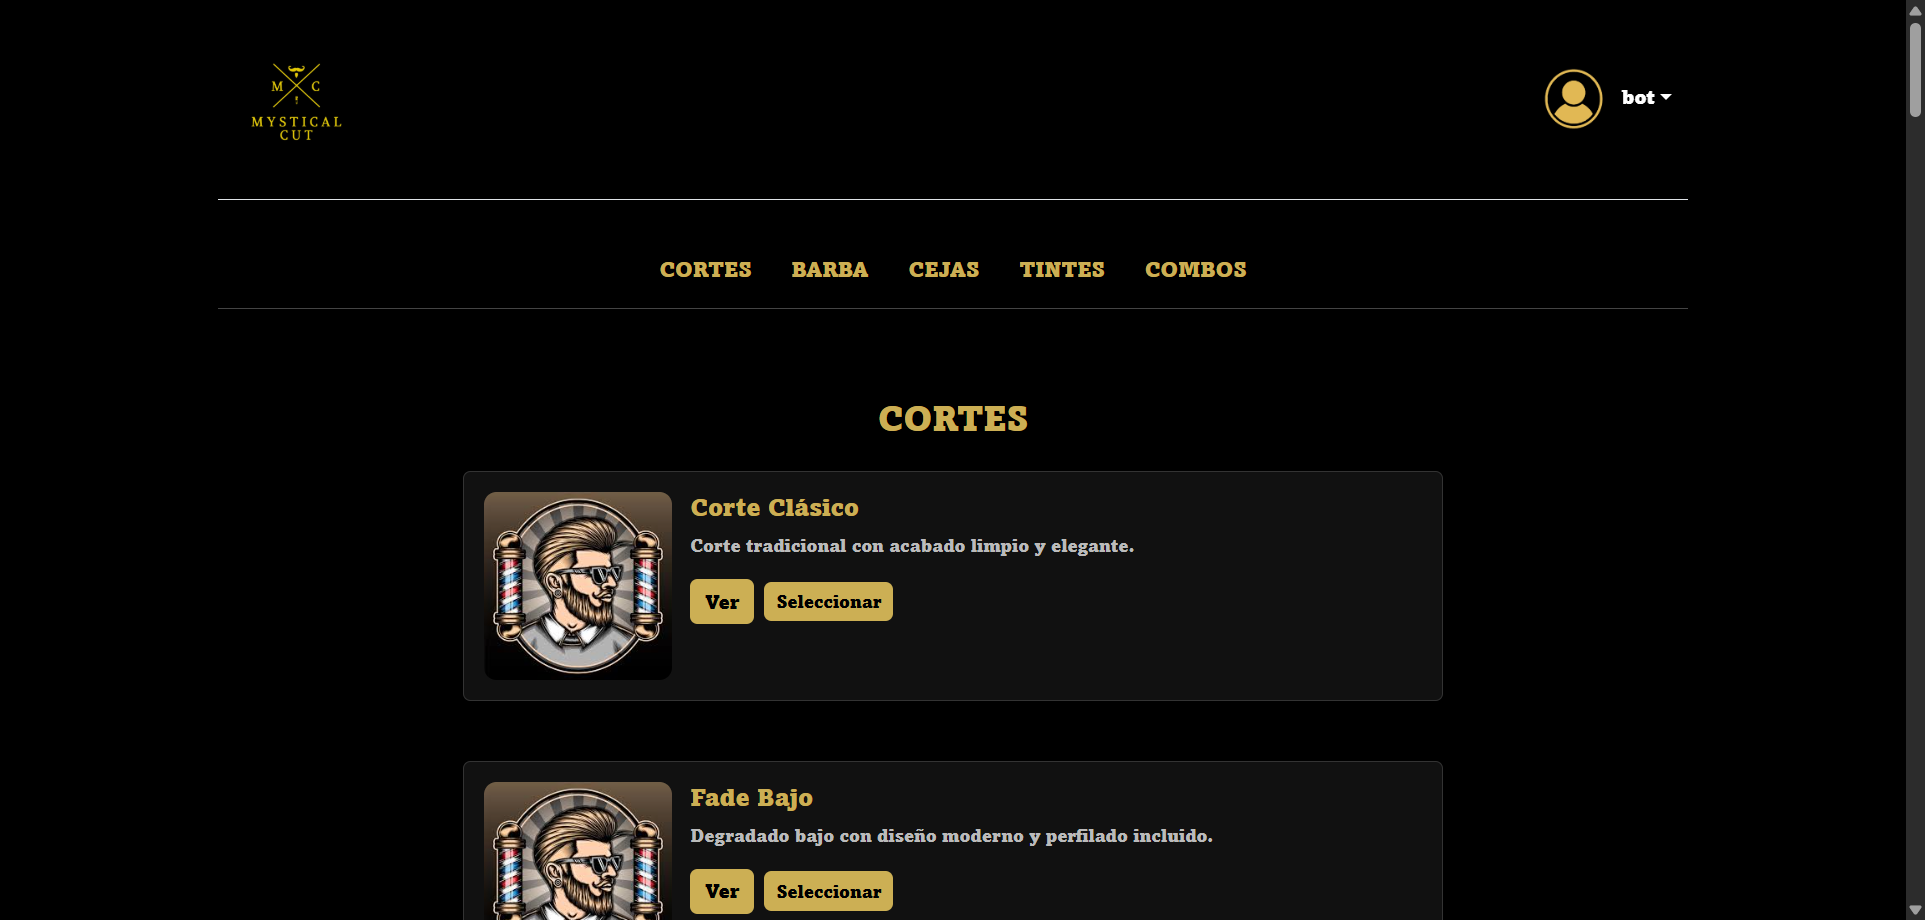 M C
MYSTICAL
CUT
bot
CORTES BARBA CEJAS TINTES COMBOS
CORTES
Corte Clásico
Corte tradicional con acabado limpio y elegante.
Ver Seleccionar
Fade Bajo
Degradado bajo con diseño moderno y perfilado incluido.
Ver Seleccionar